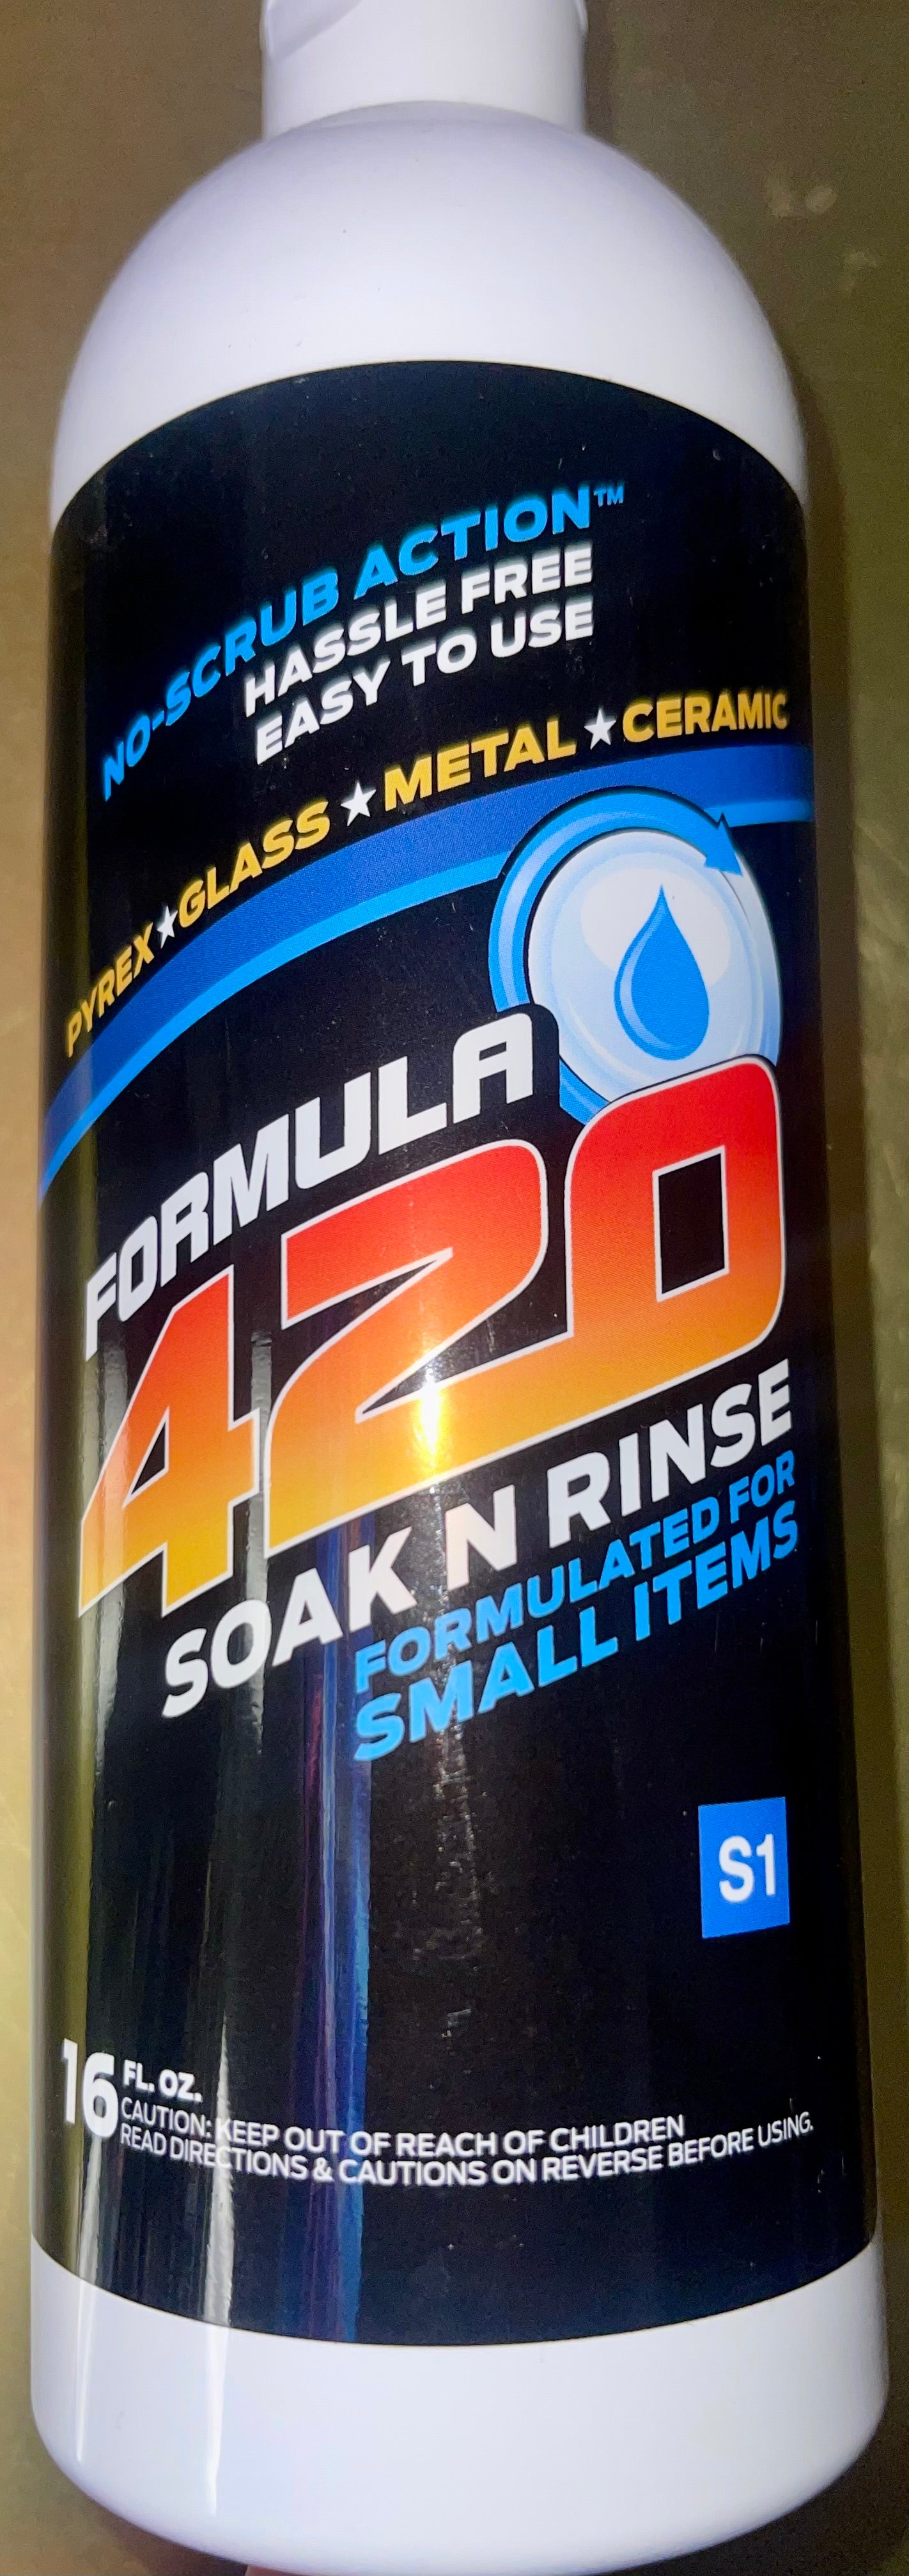 NO-SCRUB ACTION™
HASSLE FREE
EASY TO USE
PYREX★GLASS★METAL★CERAMIC
FORMULA
420
SOAK N RINSE
FORMULATED FOR
SMALL ITEMS
S1
16 FL. OZ.
CAUTION: KEEP OUT OF REACH OF CHILDREN
READ DIRECTIONS & CAUTIONS ON REVERSE BEFORE USING.